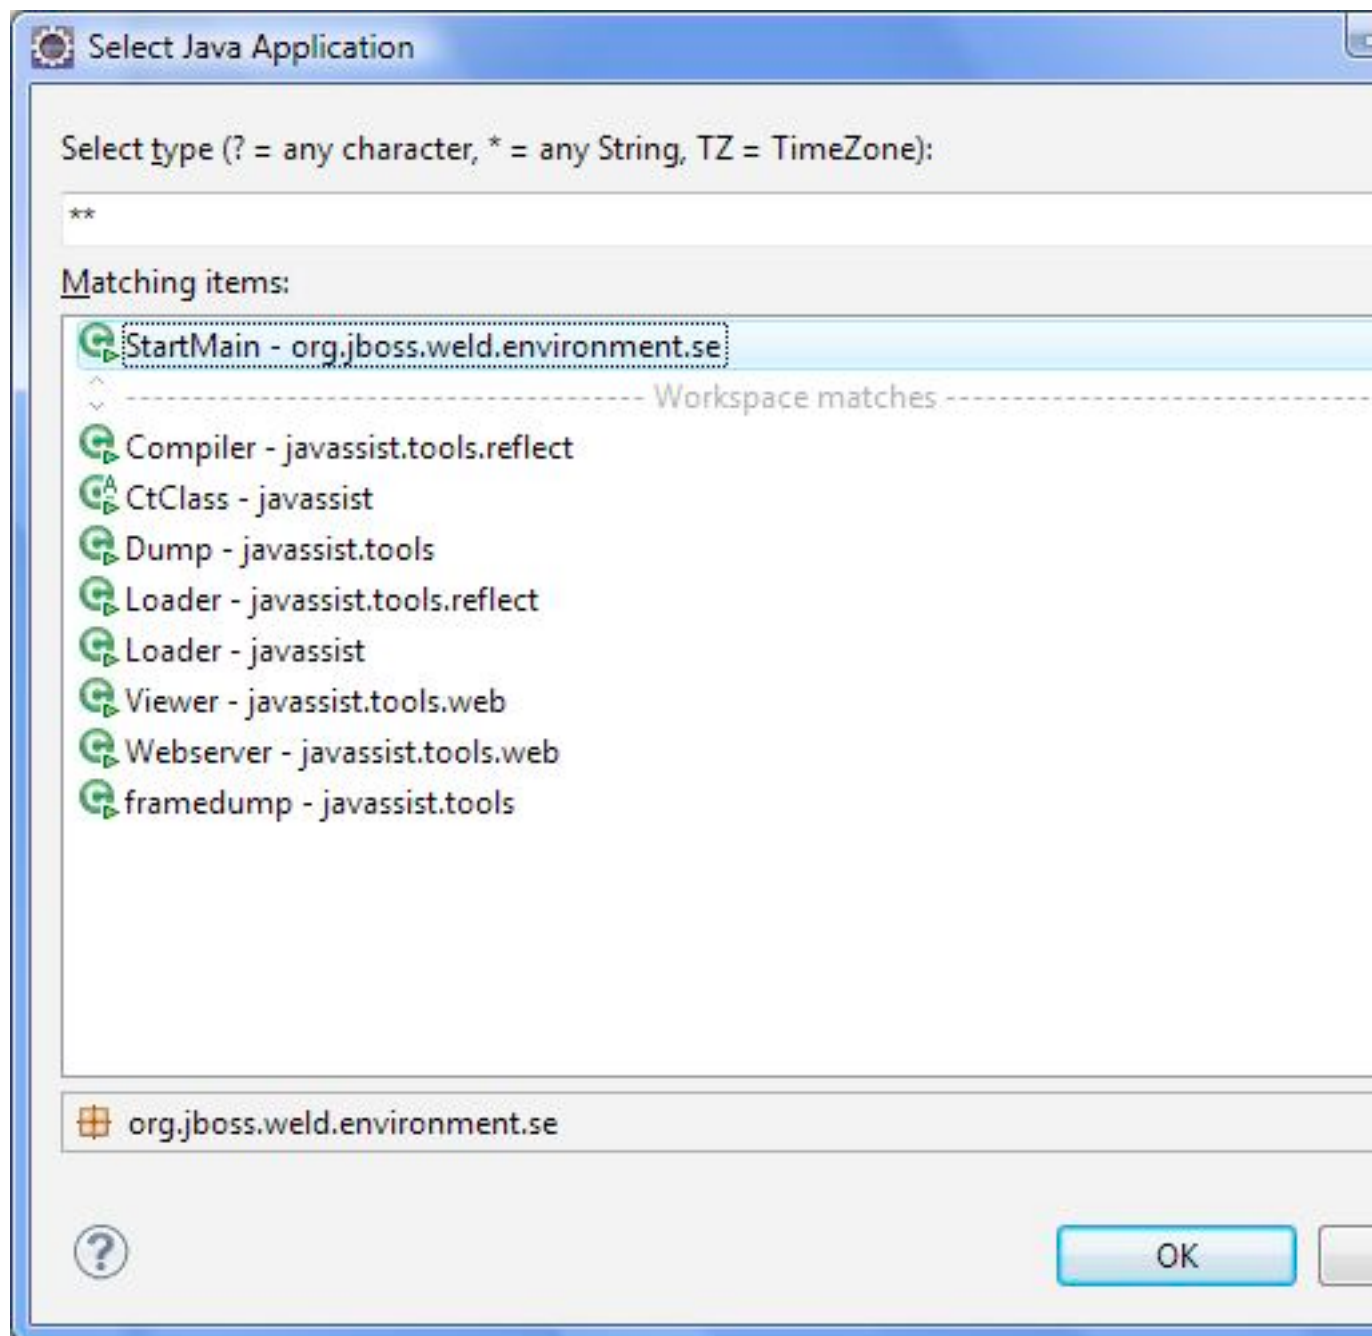 Select Java Application
Select type (? = any character, * = any String, TZ = TimeZone):
**
Matching items:
StartMain - org.jboss.weld.environment.se
Workspace matches
Compiler - javassist.tools.reflect
CtClass - javassist
Dump - javassist.tools
Loader - javassist.tools.reflect
Loader - javassist
Viewer - javassist.tools.web
Webserver - javassist.tools.web
framedump - javassist.tools
org.jboss.weld.environment.se
OK